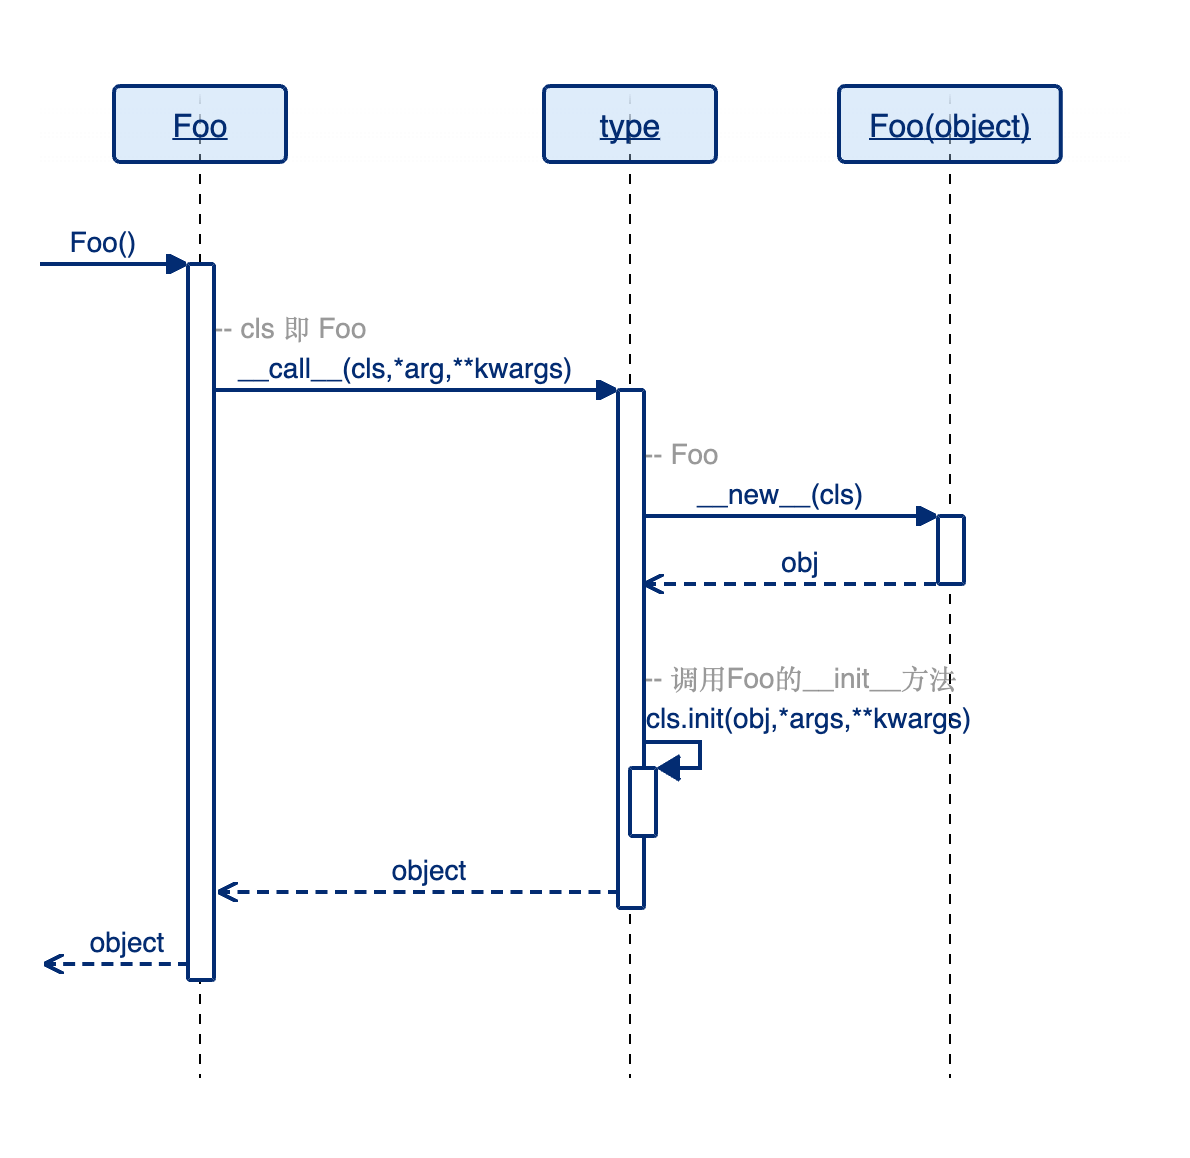 Foo
type
Foo(object)
Foo()
-- cls 即 Foo
__call__(cls,*arg,**kwargs)
-- Foo
__new__(cls)
obj
-- 调用Foo的__init__方法
cls.init(obj,*args,**kwargs)
object
object